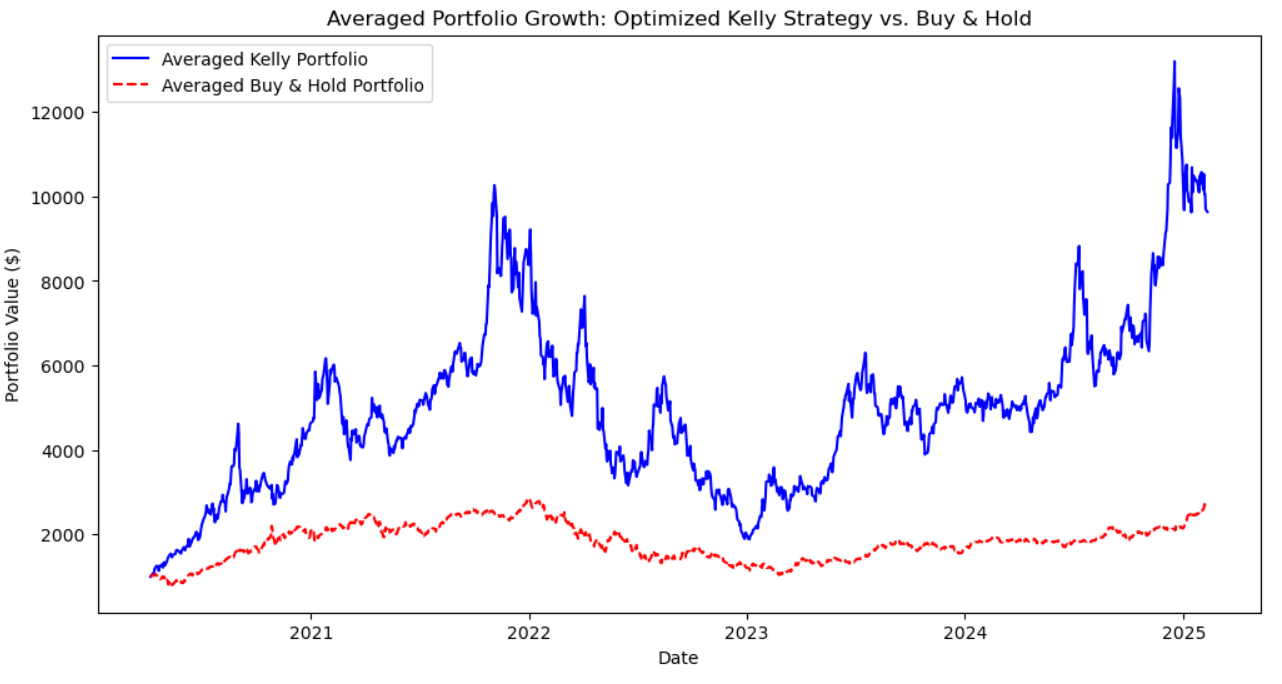 Averaged Portfolio Growth: Optimized Kelly Strategy vs. Buy & Hold
Averaged Kelly Portfolio
Averaged Buy & Hold Portfolio
Portfolio Value ($)
12000
10000
8000
6000
4000
2000
2021
2022
2023
2024
2025
Date